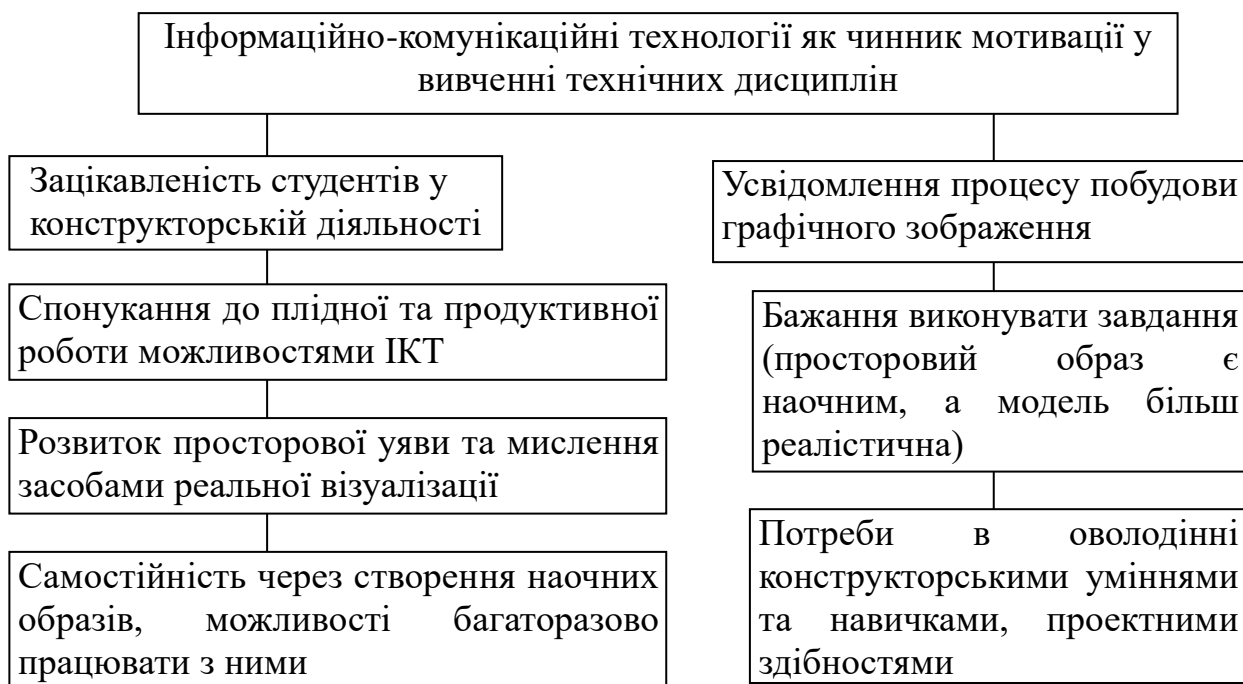 Інформаційно-комунікаційні технології як чинник мотивації у
вивченні технічних дисциплін
Зацікавленість студентів у
конструкторській діяльності
Спонукання до плідної та продуктивної
роботи можливостями ІКТ
Розвиток просторової уяви та мислення
засобами реальної візуалізації
Самостійність через створення наочних
образів, можливості багаторазово
працювати з ними
Усвідомлення процесу побудови
графічного зображення
Бажання виконувати завдання
(просторовий образ є
наочним, а модель більш
реалістична)
Потреби в оволодінні
конструкторськими уміннями
та навичками, проектними
здібностями